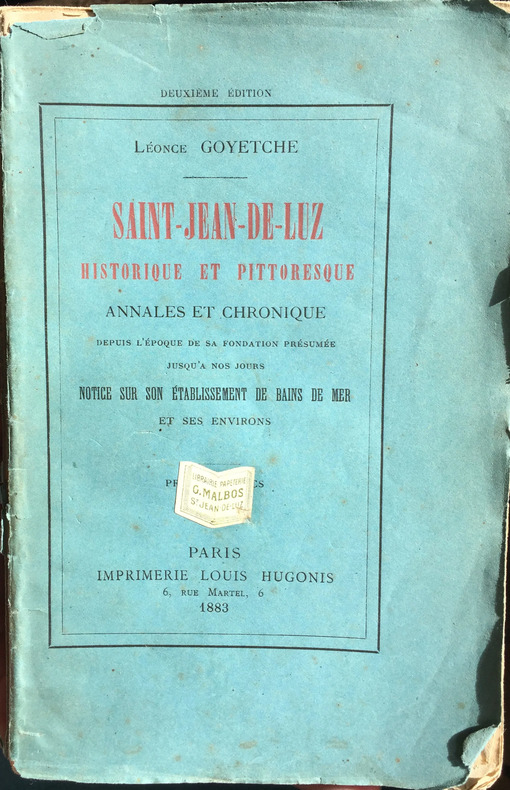 DEUXIÈME ÉDITION
LÉONCE GOYETCHE
SAINT-JEAN-DE-LUZ
HISTORIQUE ET PITTORESQUE
ANNALES ET CHRONIQUE
DEPUIS L'ÉPOQUE DE SA FONDATION PRÉSUMÉE
JUSQU'A NOS JOURS
NOTICE SUR SON ÉTABLISSEMENT DE BAINS DE MER
ET SES ENVIRONS
LIBRAIRIE PAPETERIE
G. MALBOS
ST JEAN-DE-LUZ
PARIS
IMPRIMERIE LOUIS HUGONIS
6, RUE MARTEL, 6
1883